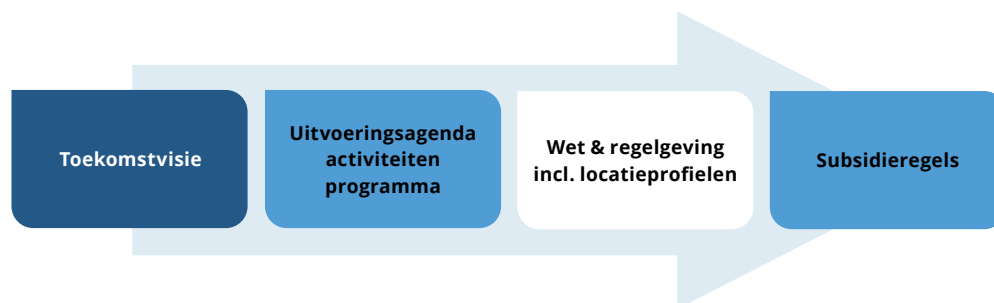 Toekomstvisie
Uitvoeringsagenda
activiteiten
programma
Wet & regelgeving
incl. locatieprofielen
Subsidieregels